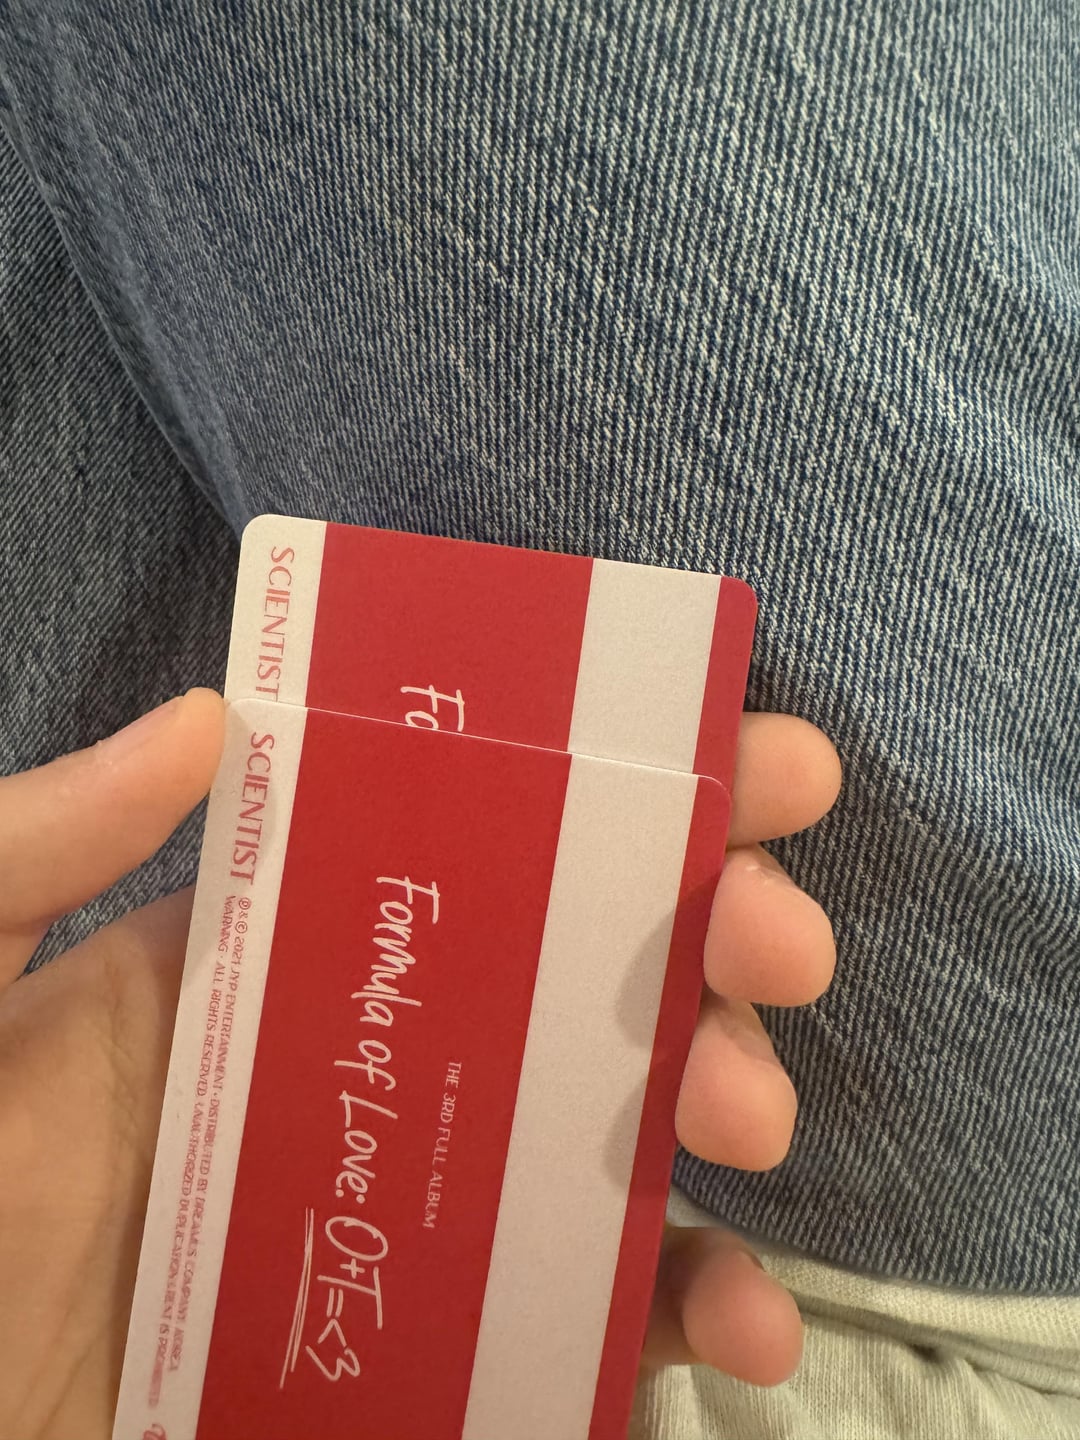 SCIENTIST
Fo
SCIENTIST
℗ & © 2021 JYP ENTERTAINMENT · DISTRIBUTED BY DREAMUS COMPANY. KOREA
WARNING · ALL RIGHTS RESERVED. UNAUTHORIZED DUPLICATION & RENT IS PROHIBITED
Formula of Love: O+T=<3
THE 3RD FULL ALBUM